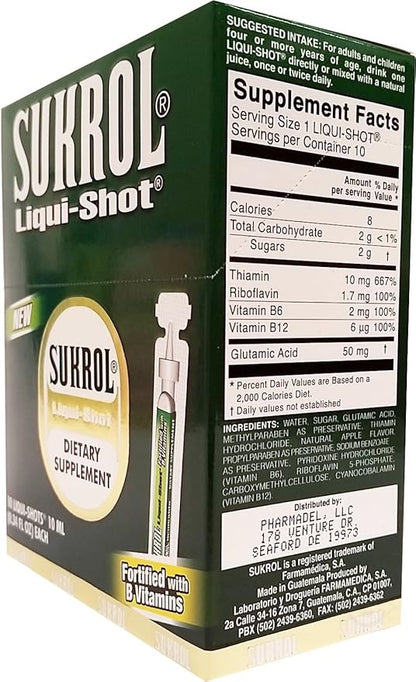 SUKROL®
Liqui-Shot®
NEW
SUKROL®
Liqui-Shot
DIETARY
SUPPLEMENT
10 LIQUI-SHOTS® 10 ML
(0.34 FL OZ) EACH
Fortified with
B-Vitamins
SUGGESTED INTAKE: For adults and children
four or more years of age, drink one
LIQUI-SHOT® directly or mixed with a natural
juice, once or twice daily.
Supplement Facts
Serving Size 1 LIQUI-SHOT®
Servings per Container 10
Amount % Daily
per serving Value *
Calories 8
Total Carbohydrate 2 g < 1%
Sugars 2 g †
Thiamin 10 mg 667%
Riboflavin 1.7 mg 100%
Vitamin B6 2 mg 100%
Vitamin B12 6 µg 100%
Glutamic Acid 50 mg †
* Percent Daily Values are Based on a
2,000 Calories Diet.
† Daily values not established
INGREDIENTS: WATER, SUGAR, GLUTAMIC ACID,
METHYLPARABEN AS PRESERVATIVE, THIAMIN
HYDROCHLORIDE, NATURAL APPLE FLAVOR,
PROPYLPARABEN AS PRESERVATIVE, SODIUM BENZOATE
AS PRESERVATIVE, PYRIDOXINE HYDROCHLORIDE
(VITAMIN B6), RIBOFLAVIN 5-PHOSPHATE,
CARBOXYMETHYLCELLULOSE, CYANOCOBALAMIN
(VITAMIN B12).
Distributed by:
PHARMADEL, LLC
178 VENTURE DR.
SEAFORD DE 19973
SUKROL is a registered trademark of
Farmamédica, S.A.
Made in Guatemala Produced by
Laboratorio y Droguería FARMAMEDICA, S.A.
2a Calle 34-16 Zona 7, Guatemala, C.A., CP 01007,
PBX (502) 2439-6360, FAX: (502) 2439-6362
SUKROL
SUKROL